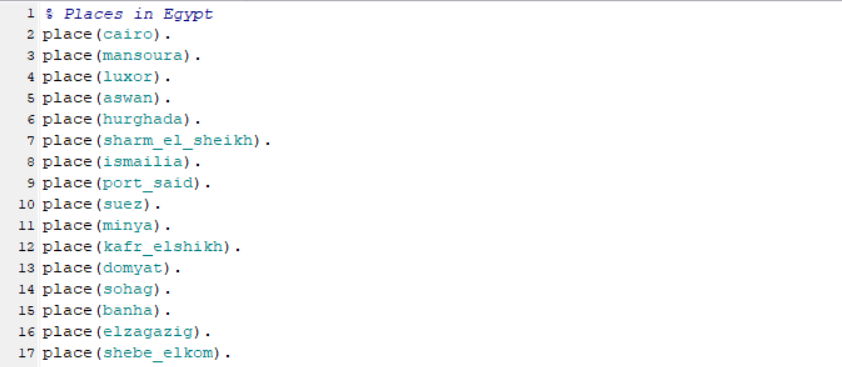 1 % Places in Egypt
2 place(cairo).
3 place(mansoura).
4 place(luxor).
5 place(aswan).
6 place(hurghada).
7 place(sharm_el_sheikh).
8 place(ismailia).
9 place(port_said).
10 place(suez).
11 place(minya).
12 place(kafr_elshikh).
13 place(domyat).
14 place(sohag).
15 place(banha).
16 place(elzagazig).
17 place(shebe_elkom).